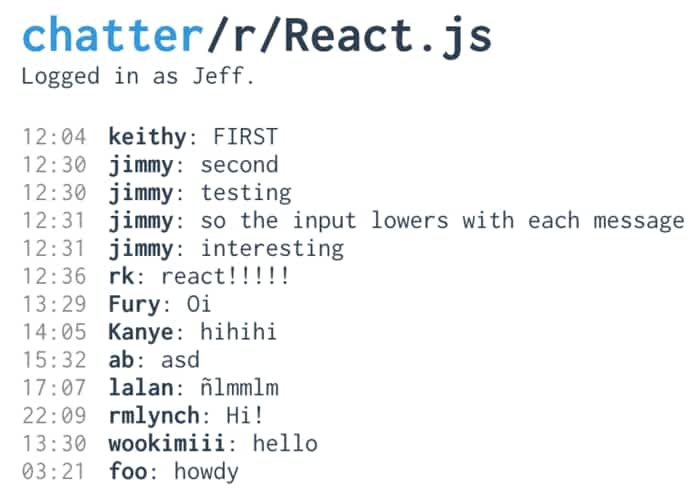 chatter/r/React.js
Logged in as Jeff.
12:04 keithy: FIRST
12:30 jimmy: second
12:30 jimmy: testing
12:31 jimmy: so the input lowers with each message
12:31 jimmy: interesting
12:36 rk: react!!!!!
13:29 Fury: Oi
14:05 Kanye: hihihi
15:32 ab: asd
17:07 lalan: ñlmmlm
22:09 rmlynch: Hi!
13:30 wookimiii: hello
03:21 foo: howdy